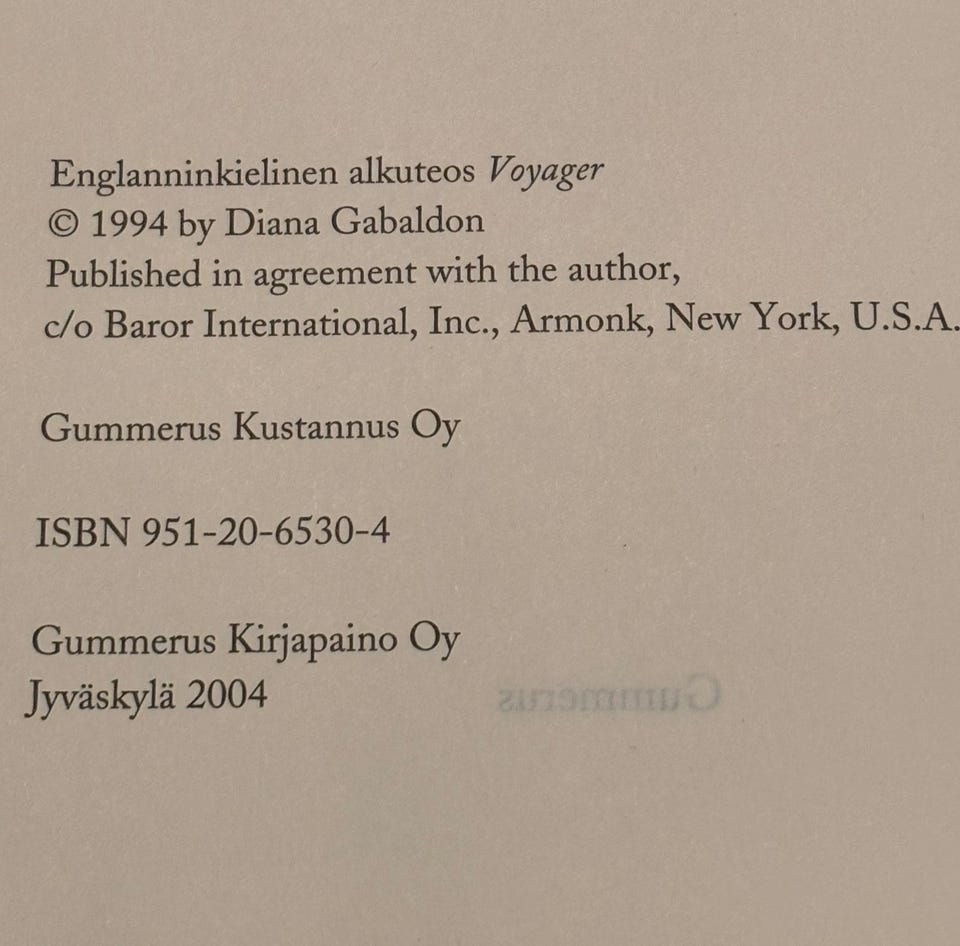 Englanninkielinen alkuteos Voyager
© 1994 by Diana Gabaldon
Published in agreement with the author,
c/o Baror International, Inc., Armonk, New York, U.S.A.
Gummerus Kustannus Oy
ISBN 951-20-6530-4
Gummerus Kirjapaino Oy
Jyväskylä 2004
Gummerus